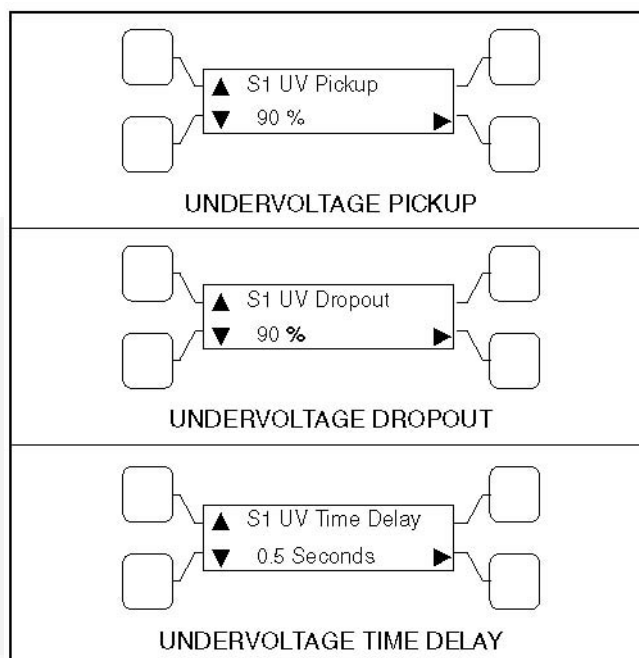 ▲ S1 UV Pickup
▼ 90 % ►
UNDERVOLTAGE PICKUP
▲ S1 UV Dropout
▼ 90 % ►
UNDERVOLTAGE DROPOUT
▲ S1 UV Time Delay
▼ 0.5 Seconds ►
UNDERVOLTAGE TIME DELAY